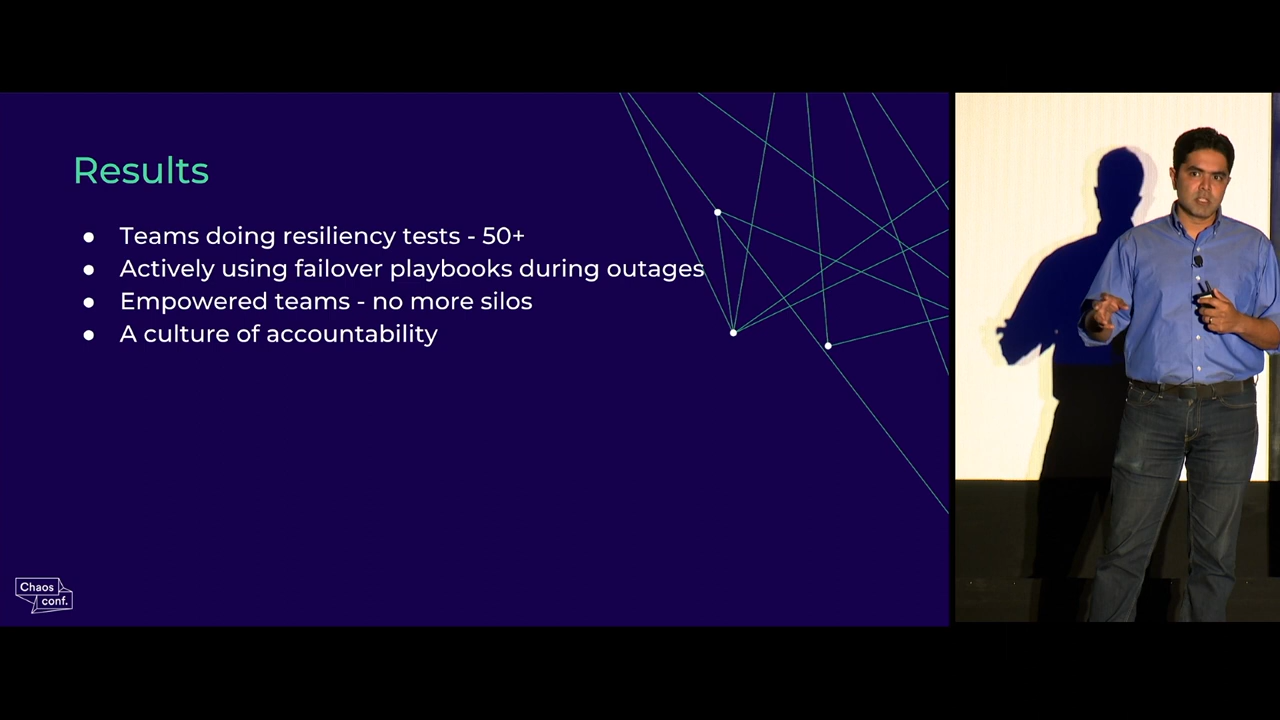 Results
● Teams doing resiliency tests - 50+
● Actively using failover playbooks during outages
● Empowered teams - no more silos
● A culture of accountability
Chaos
conf.